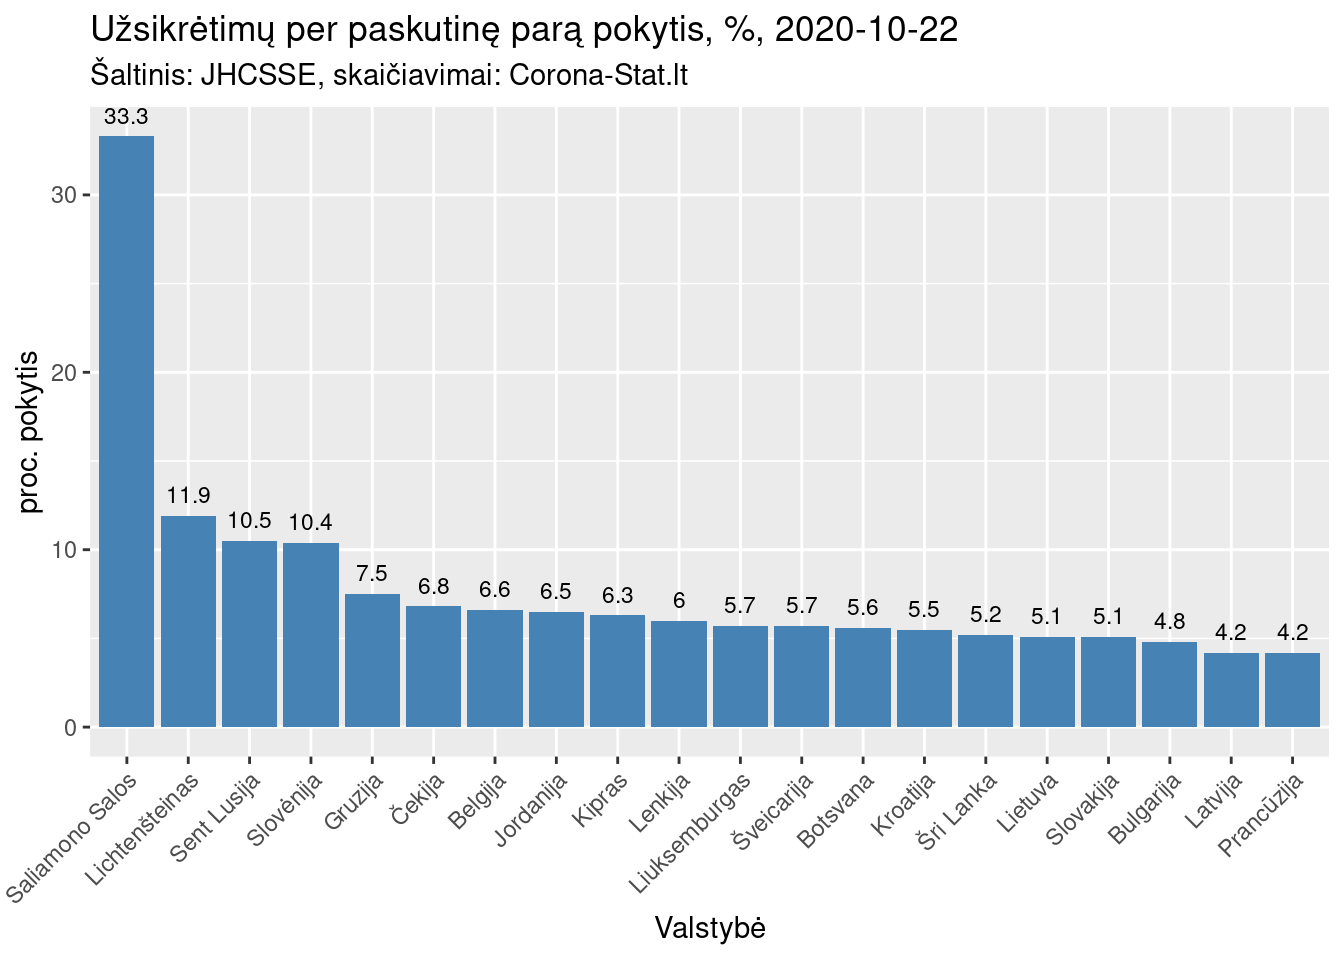 Užsikrėtimų per paskutinę parą pokytis, %, 2020-10-22
Šaltinis: JHCSSE, skaičiavimai: Corona-Stat.lt
proc. pokytis
30
20
10
0
33.3
11.9
10.5
10.4
7.5
6.8
6.6
6.5
6.3
6
5.7
5.7
5.6
5.5
5.2
5.1
5.1
4.8
4.2
4.2
Saliamono Salos
Lichtenšteinas
Sent Lusija
Slovėnija
Gruzija
Čekija
Belgija
Jordanija
Kipras
Lenkija
Liuksemburgas
Šveicarija
Botsvana
Kroatija
Šri Lanka
Lietuva
Slovakija
Bulgarija
Latvija
Prancūzija
Valstybė